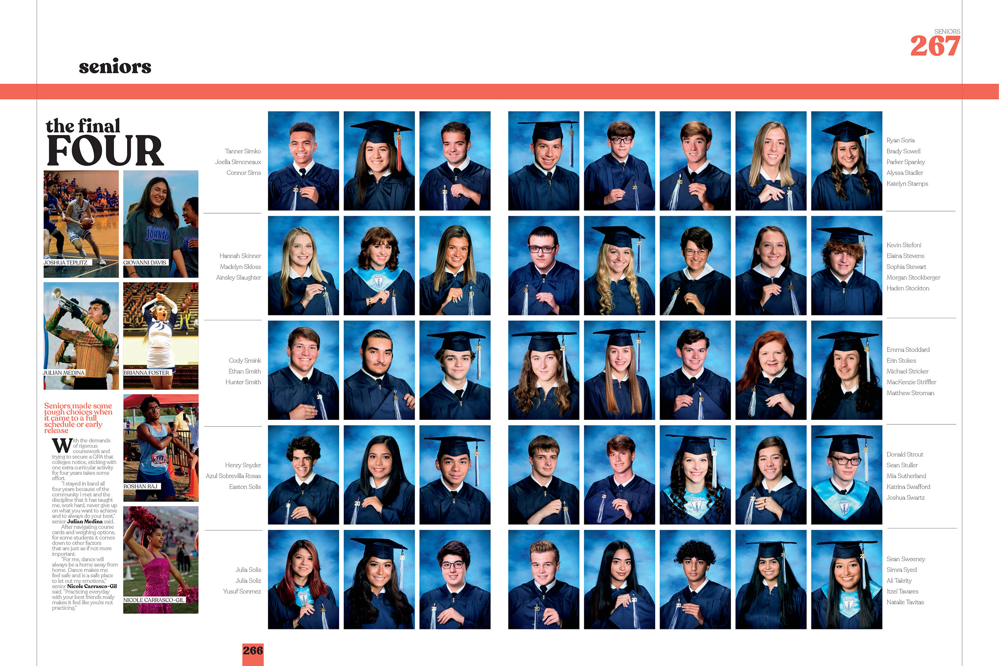 seniors
SENIORS
267
the final
FOUR
JOSHUA TEPLITZ
GIOVANNI DAVIS
JOHNSO
JULIAN MEDINA
BRIANNA FOSTER
ROSHAN RAJ
NICOLE CARRASCO-GIL
Seniors made some
tough choices when
it came to a full
schedule or early
release
With the demands
of rigorous
coursework and
trying to secure a GPA that
colleges notice, sticking with
one extra curricular activity
for four years takes some
effort.
"I stayed in band all
four years because of the
community I met and the
discipline that it has taught
me, work hard, never give up
on what you want to achieve
and to always do your best,"
senior Julian Medina said.
After navigating course
cards and weighing options,
for some students it comes
down to other factors
that are just as if not more
important.
"For me, dance will
always be a home away from
home. Dance makes me
feel safe and is a safe place
to let out my emotions,"
senior Nicole Carrasco-Gil
said. "Practicing everyday
with your best friends really
makes it feel like you're not
practicing."
Tanner Simko
Joella Simoneaux
Connor Sims
Hannah Skinner
Madelyn Skloss
Ainsley Slaughter
Cody Smink
Ethan Smith
Hunter Smith
Henry Snyder
Azul Sobrevilla Rosas
Easton Solis
Julia Solis
Julia Soliz
Yusuf Sonmez
Ryan Soria
Brady Sowell
Parker Spanley
Alyssa Stadler
Katelyn Stamps
Kevin Stefoni
Elaina Stevens
Sophia Stewart
Morgan Stockberger
Haden Stockton
Emma Stoddard
Erin Stokes
Michael Stricker
MacKenzie Striffler
Matthew Stroman
Donald Strout
Sean Stuller
Mia Sutherland
Katrina Swafford
Joshua Swartz
Sean Sweeney
Simra Syed
Ali Takrity
Itzel Tavares
Natalie Tavitas
266